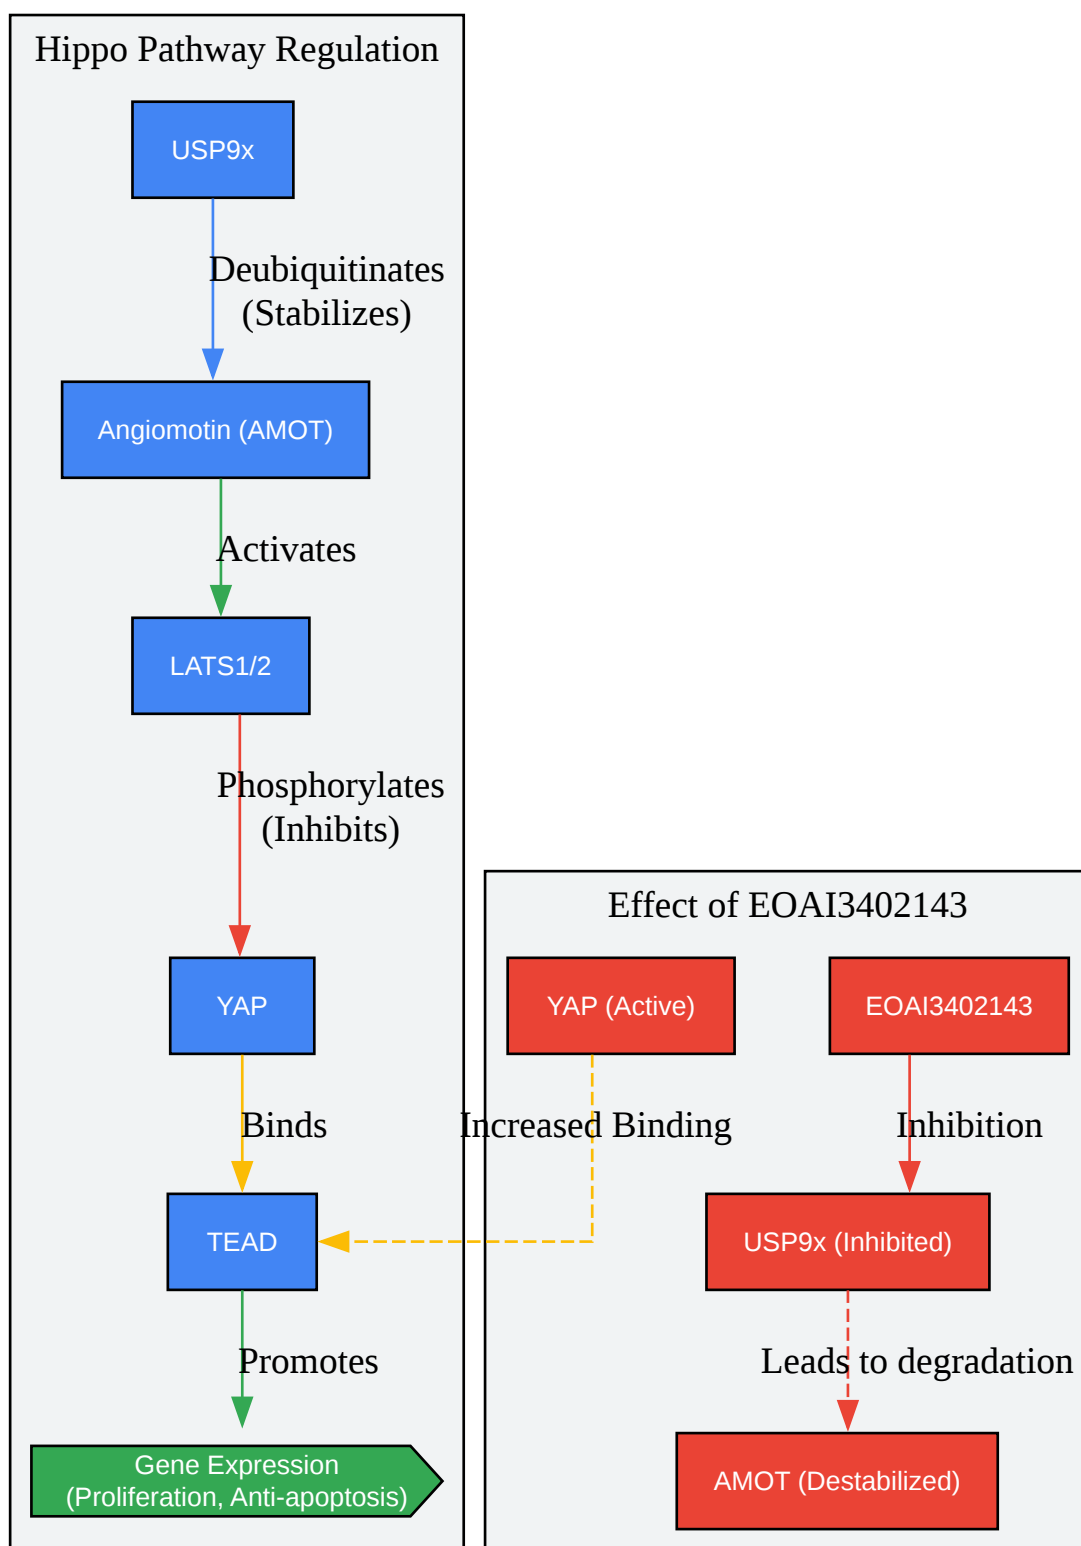 Hippo Pathway Regulation
USP9x
Deubiquitinates
(Stabilizes)
Angiomotin (AMOT)
Activates
LATS1/2
Phosphorylates
(Inhibits)
YAP
Binds
TEAD
Promotes
Gene Expression
(Proliferation, Anti-apoptosis)
Effect of EOAI3402143
YAP (Active)
EOAI3402143
Increased Binding
Inhibition
USP9x (Inhibited)
Leads to degradation
AMOT (Destabilized)